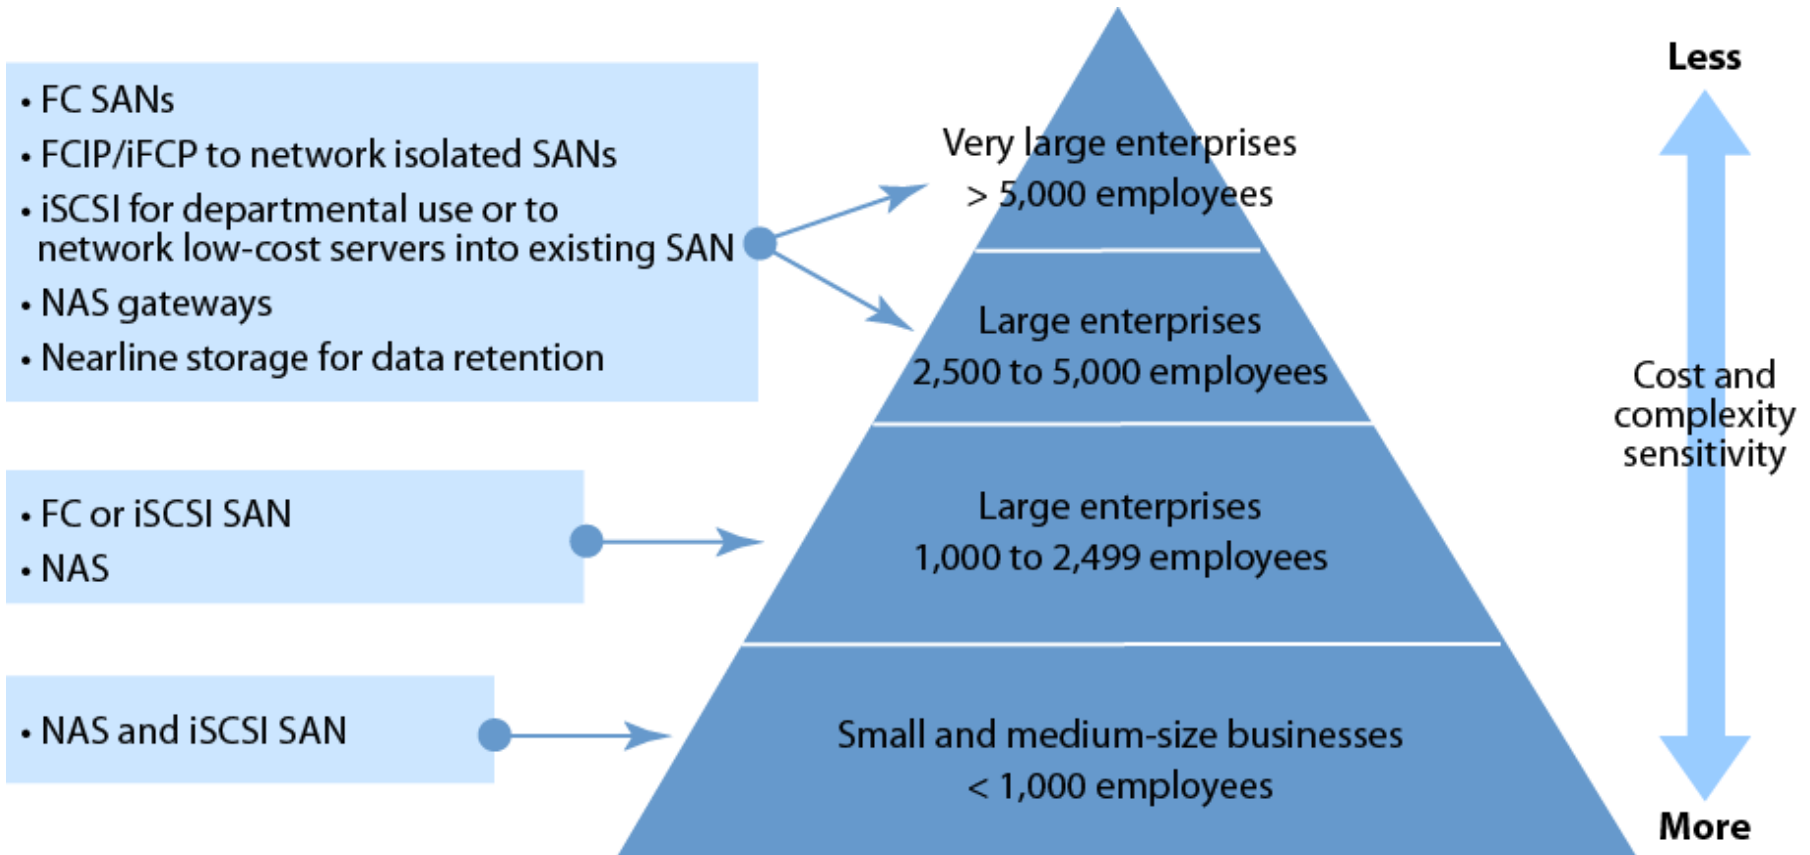 • FC SANs
• FCIP/iFCP to network isolated SANs
• iSCSI for departmental use or to
network low-cost servers into existing SAN
• NAS gateways
• Nearline storage for data retention
• FC or iSCSI SAN
• NAS
• NAS and iSCSI SAN
Very large enterprises
> 5,000 employees
Large enterprises
2,500 to 5,000 employees
Large enterprises
1,000 to 2,499 employees
Small and medium-size businesses
< 1,000 employees
Less
Cost and
complexity
sensitivity
More